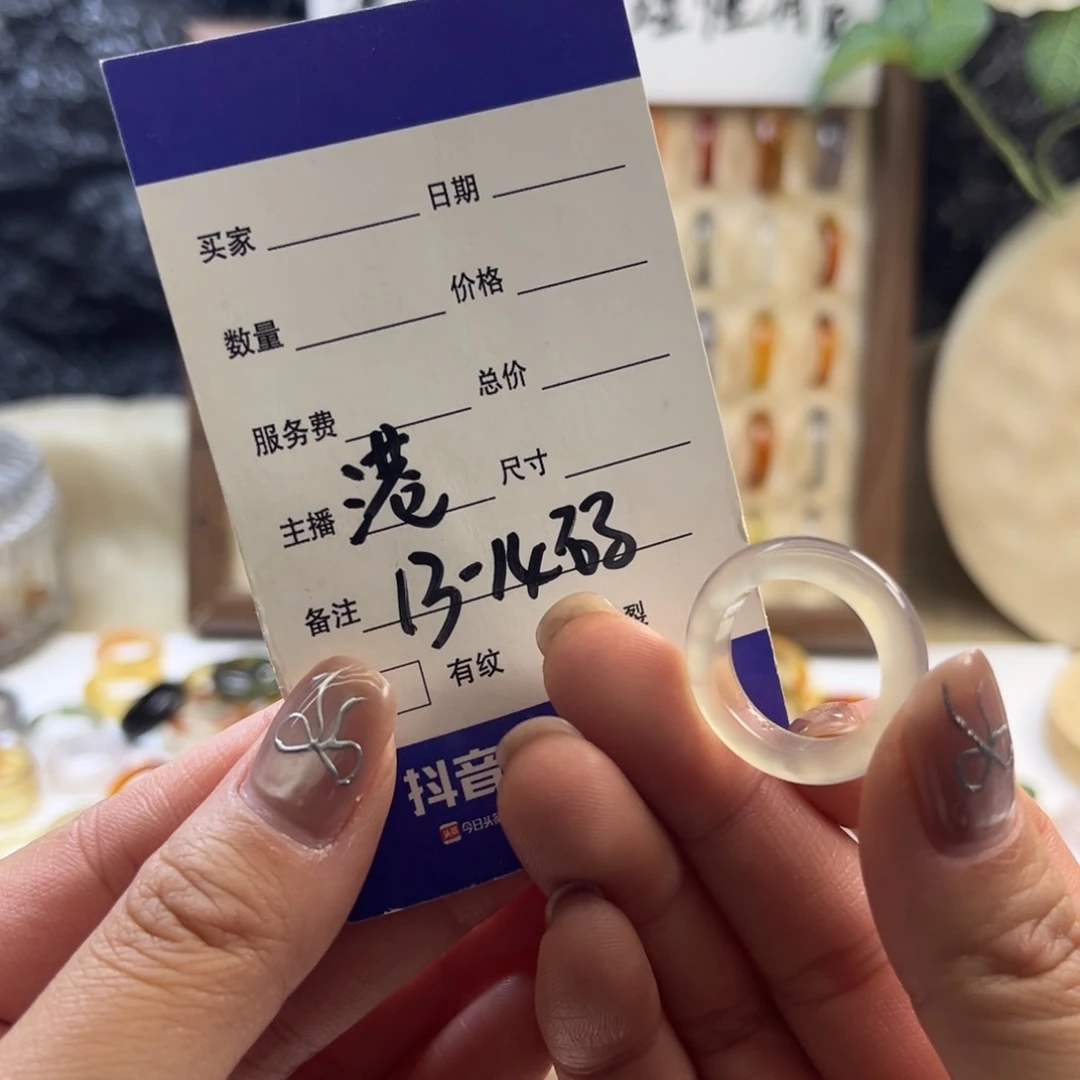 买家 日期
数量 价格
服务费 总价
主播 港 尺寸
备注 13-14码
有纹 裂
抖音
今日头条